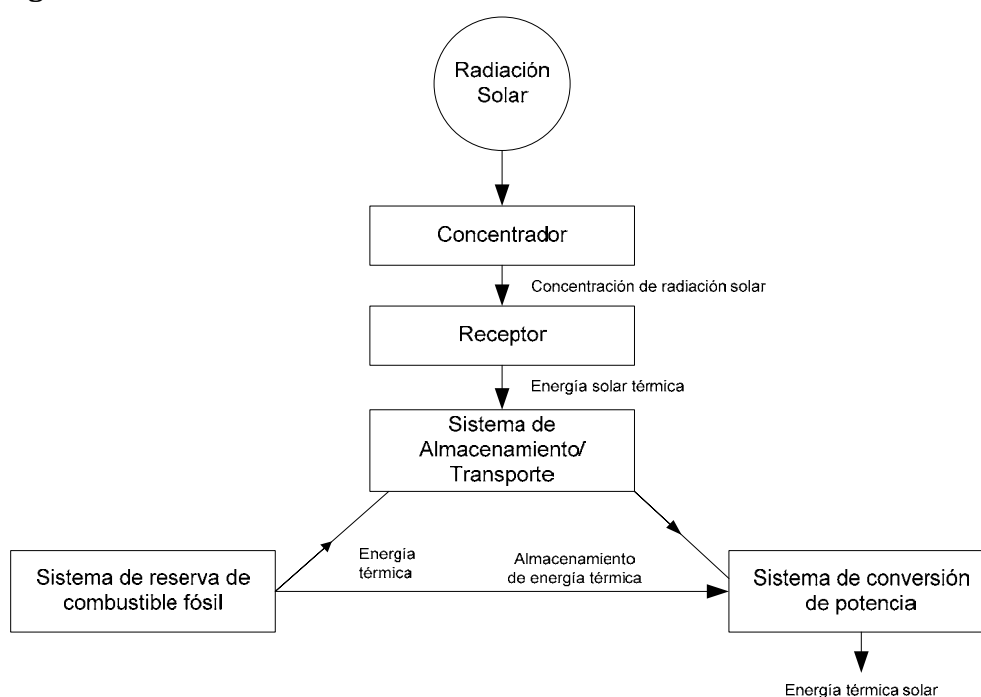 Radiación
Solar
Concentrador
Concentración de radiación solar
Receptor
Energía solar térmica
Sistema de
Almacenamiento/
Transporte
Energía
térmica
Almacenamiento
de energía térmica
Sistema de reserva de
combustible fósil
Sistema de conversión
de potencia
Energía térmica solar